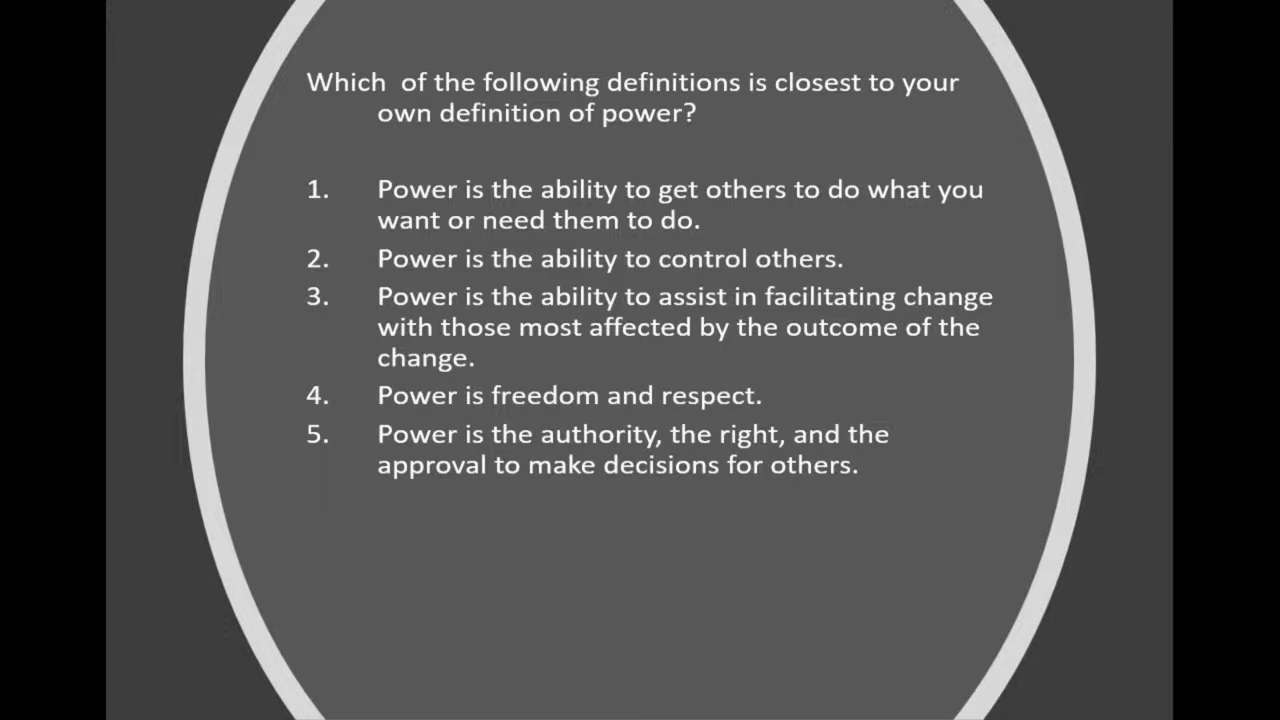 Which  of the following definitions is closest to your
own definition of power?
1. Power is the ability to get others to do what you
want or need them to do.
2. Power is the ability to control others.
3. Power is the ability to assist in facilitating change
with those most affected by the outcome of the
change.
4. Power is freedom and respect.
5. Power is the authority, the right, and the
approval to make decisions for others.